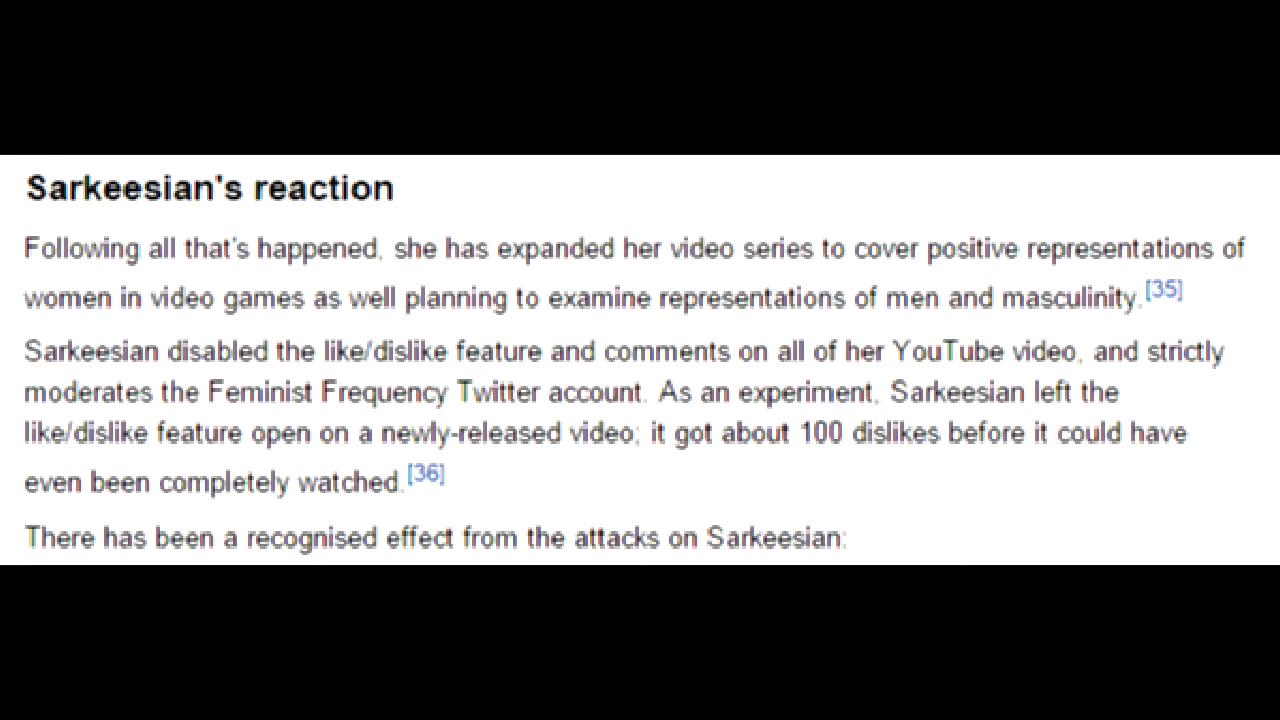 Sarkeesian's reaction
Following all that's happened, she has expanded her video series to cover positive representations of
women in video games as well planning to examine representations of men and masculinity.[35]
Sarkeesian disabled the like/dislike feature and comments on all of her YouTube video, and strictly
moderates the Feminist Frequency Twitter account. As an experiment, Sarkeesian left the
like/dislike feature open on a newly-released video; it got about 100 dislikes before it could have
even been completely watched.[36]
There has been a recognised effect from the attacks on Sarkeesian: